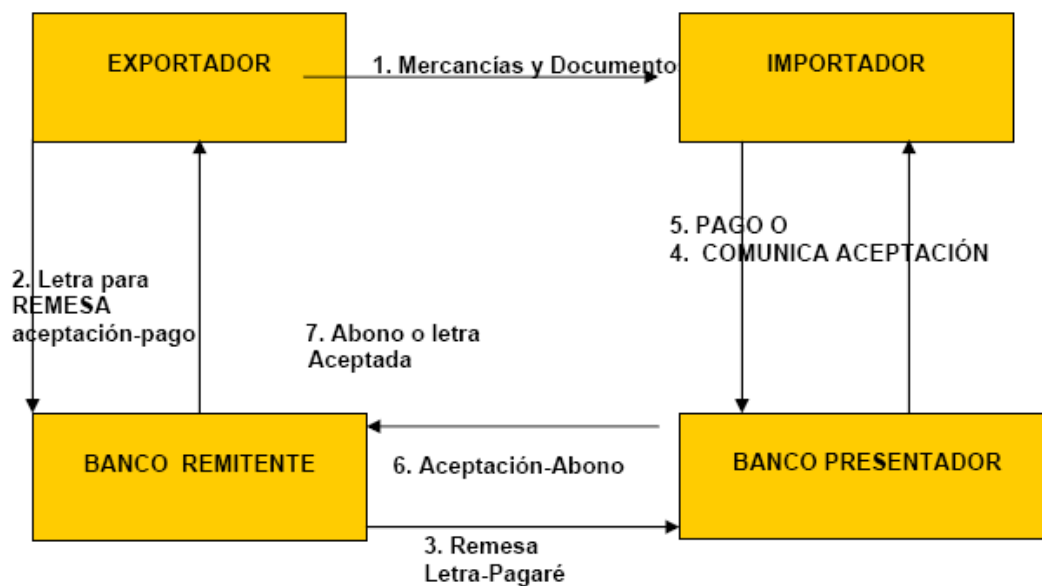 EXPORTADOR
1. Mercancías y Documento
IMPORTADOR
5. PAGO O
4. COMUNICA ACEPTACIÓN
2. Letra para
REMESA
aceptación-pago
7. Abono o letra
Aceptada
BANCO REMITENTE
6. Aceptación-Abono
BANCO PRESENTADOR
3. Remesa
Letra-Pagaré